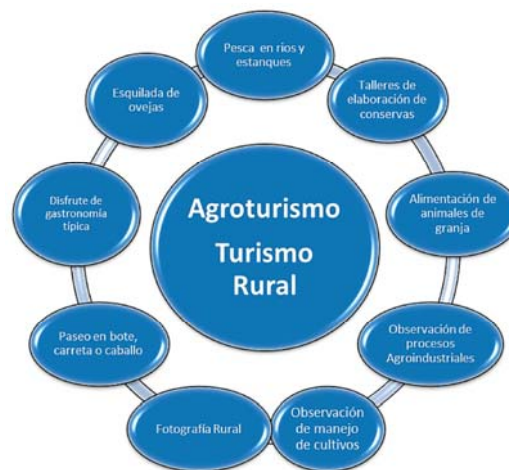 Pesca en rios y
estanques
Talleres de
elaboración de
conservas
Alimentación de
animales de
granja
Observación de
procesos
Agroindustriales
Observación
de manejo
de cultivos
Fotografía Rural
Paseo en bote,
carreta o caballo
Disfrute de
gastronomía
típica
Esquilada de
ovejas
Agroturismo
Turismo
Rural